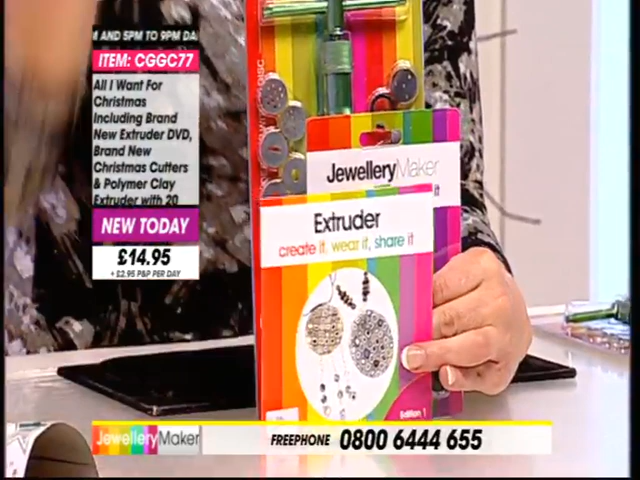 M AND 5PM TO 9PM DA
ITEM: CGGC77
All I Want For
Christmas
Including Brand
New Extruder DVD,
Brand New
Christmas Cutters
& Polymer Clay
Extruder with 20
NEW TODAY
£14.95
+ £2.95 P&P PER DAY
DISC
JewelleryMaker
it
Extruder
create it, wear it, share it
Edition 1
JewelleryMaker
FREEPHONE 0800 6444 655